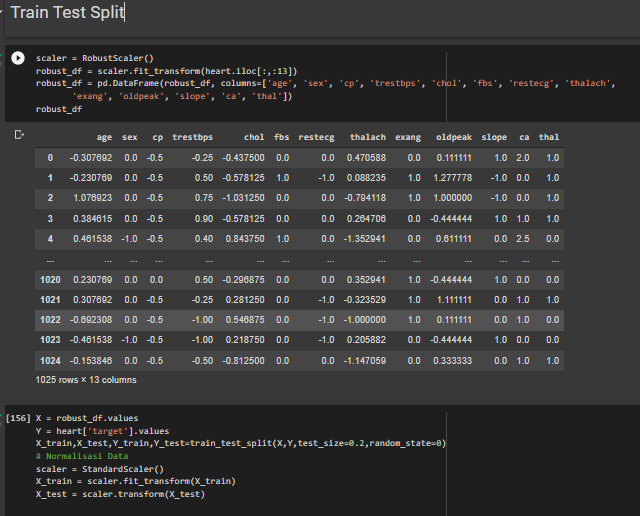 Train Test Split
scaler = RobustScaler()
robust_df = scaler.fit_transform(heart.iloc[:,:13])
robust_df = pd.DataFrame(robust_df, columns=['age', 'sex', 'cp', 'trestbps', 'chol', 'fbs', 'restecg', 'thalach',
'exang', 'oldpeak', 'slope', 'ca', 'thal'])
robust_df
age sex cp trestbps chol fbs restecg thalach exang oldpeak slope ca thal
0 -0.307692 0.0 -0.5 -0.25 -0.437500 0.0 0.0 0.470588 0.0 0.111111 1.0 2.0 1.0
1 -0.230769 0.0 -0.5 0.50 -0.578125 1.0 -1.0 0.088235 1.0 1.277778 -1.0 0.0 1.0
2 1.076923 0.0 -0.5 0.75 -1.031250 0.0 0.0 -0.794118 1.0 1.000000 -1.0 0.0 1.0
3 0.384615 0.0 -0.5 0.90 -0.578125 0.0 0.0 0.264706 0.0 -0.444444 1.0 1.0 1.0
4 0.461538 -1.0 -0.5 0.40 0.843750 1.0 0.0 -1.352941 0.0 0.611111 0.0 2.5 0.0
... ... ... ... ... ... ... ... ... ... ... ... ... ...
1020 0.230769 0.0 0.0 0.50 -0.296875 0.0 0.0 0.352941 1.0 -0.444444 1.0 0.0 0.0
1021 0.307692 0.0 -0.5 -0.25 0.281250 0.0 -1.0 -0.323529 1.0 1.111111 0.0 1.0 1.0
1022 -0.692308 0.0 -0.5 -1.00 0.546875 0.0 -1.0 -1.000000 1.0 0.111111 0.0 1.0 0.0
1023 -0.461538 -1.0 -0.5 -1.00 0.218750 0.0 -1.0 0.205882 0.0 -0.444444 1.0 0.0 0.0
1024 -0.153846 0.0 -0.5 -0.50 -0.812500 0.0 0.0 -1.147059 0.0 0.333333 0.0 1.0 1.0
1025 rows × 13 columns
[156] X = robust_df.values
Y = heart['target'].values
X_train,X_test,Y_train,Y_test=train_test_split(X,Y,test_size=0.2,random_state=0)
# Normalisasi Data
scaler = StandardScaler()
X_train = scaler.fit_transform(X_train)
X_test = scaler.transform(X_test)